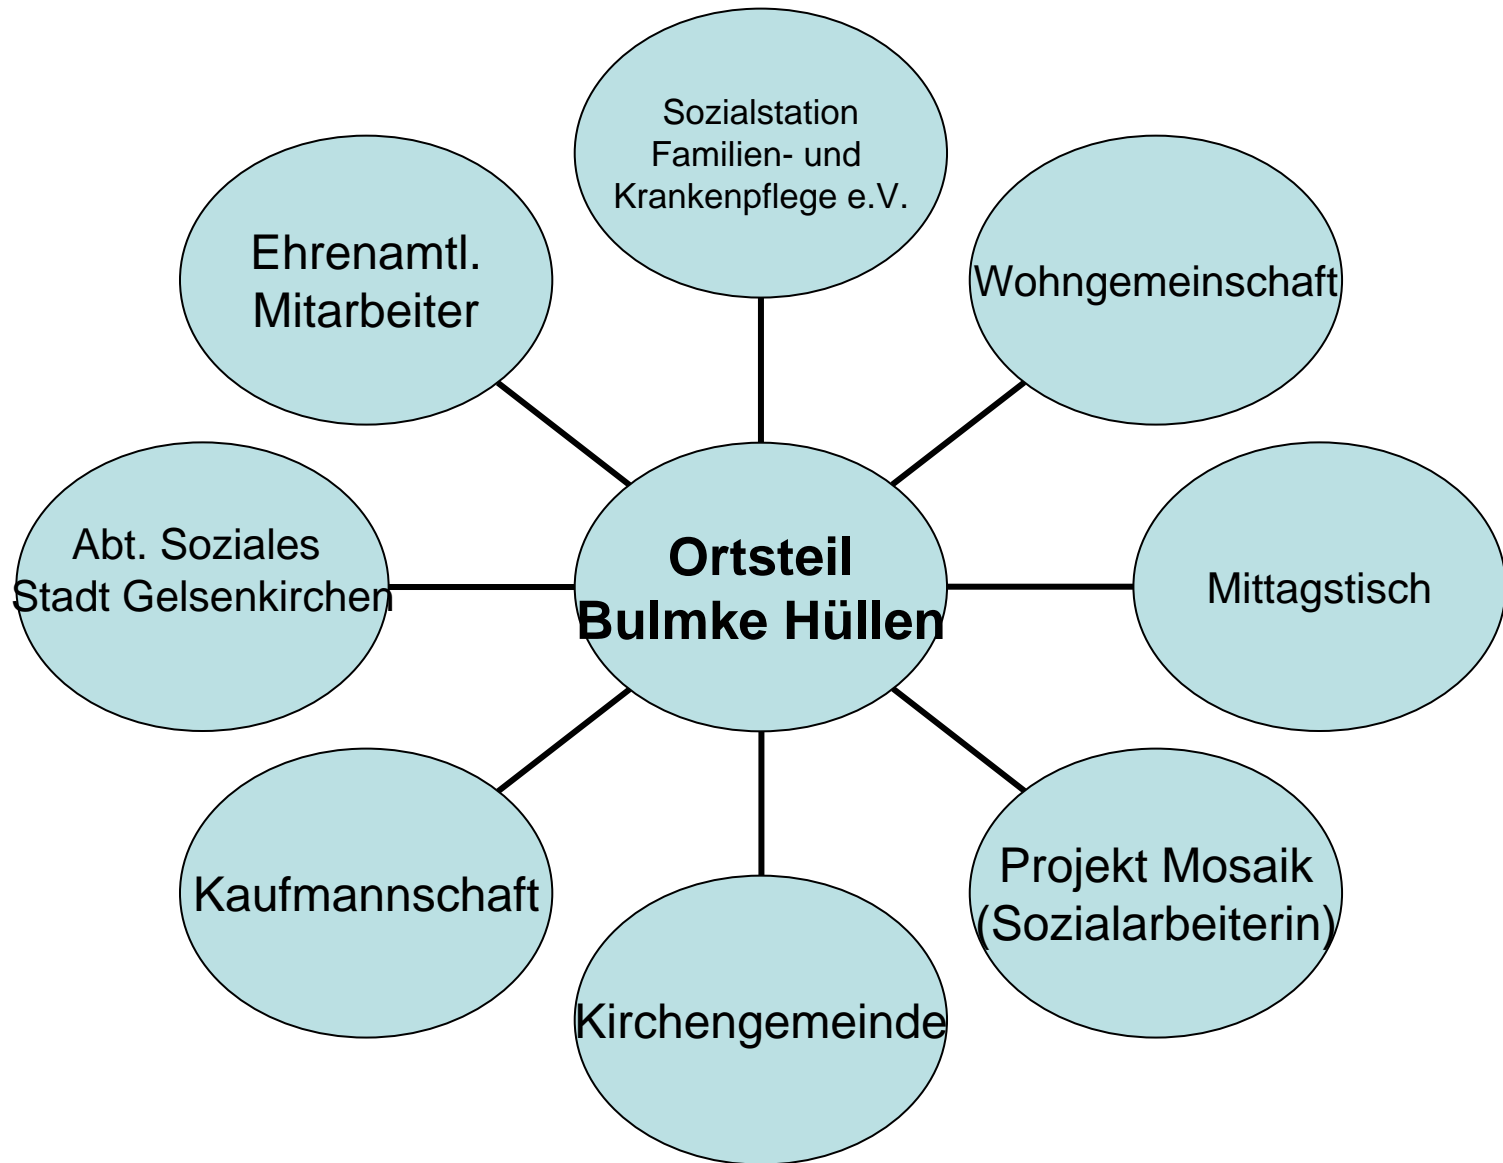 Sozialstation
Familien- und
Krankenpflege e.V.
Ehrenamtl.
Mitarbeiter
Wohngemeinschaft
Abt. Soziales
Stadt Gelsenkirchen
Ortsteil
Bulmke Hüllen
Mittagstisch
Kaufmannschaft
Projekt Mosaik
(Sozialarbeiterin)
Kirchengemeinde